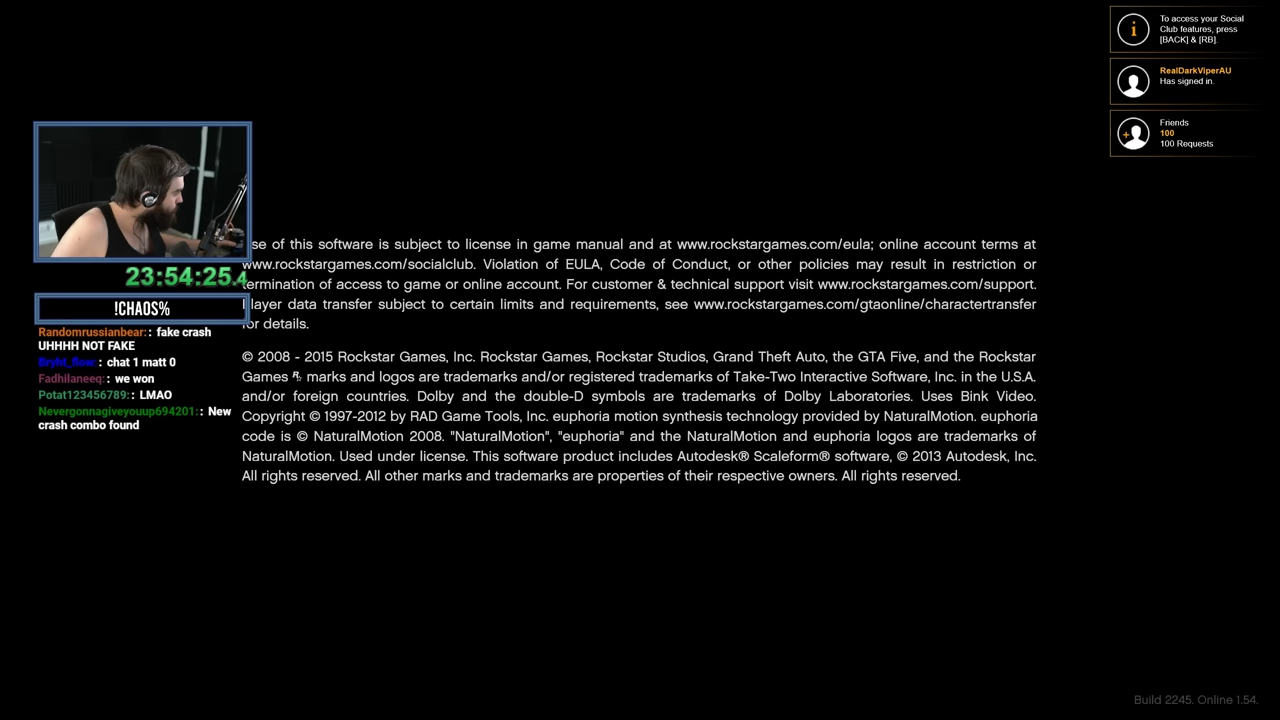 To access your Social
Club features, press
[BACK] & [RB].
RealDarkViperAU
Has signed in.
Friends
100
100 Requests
23:54:25.4
!CHAOS%
Randomrussianbear:: fake crash
UHHHH NOT FAKE
Bryht_flow:: chat 1 matt 0
Fadhilaneeq:: we won
Potat123456789:: LMAO
Nevergonnagiveyouup694201:: New
crash combo found
se of this software is subject to license in game manual and at www.rockstargames.com/eula; online account terms at
www.rockstargames.com/socialclub. Violation of EULA, Code of Conduct, or other policies may result in restriction or
termination of access to game or online account. For customer & technical support visit www.rockstargames.com/support.
layer data transfer subject to certain limits and requirements, see www.rockstargames.com/gtaonline/charactertransfer
for details.
© 2008 - 2015 Rockstar Games, Inc. Rockstar Games, Rockstar Studios, Grand Theft Auto, the GTA Five, and the Rockstar
Games R* marks and logos are trademarks and/or registered trademarks of Take-Two Interactive Software, Inc. in the U.S.A.
and/or foreign countries. Dolby and the double-D symbols are trademarks of Dolby Laboratories. Uses Bink Video.
Copyright © 1997-2012 by RAD Game Tools, Inc. euphoria motion synthesis technology provided by NaturalMotion. euphoria
code is © NaturalMotion 2008. "NaturalMotion", "euphoria" and the NaturalMotion and euphoria logos are trademarks of
NaturalMotion. Used under license. This software product includes Autodesk® Scaleform® software, © 2013 Autodesk, Inc.
All rights reserved. All other marks and trademarks are properties of their respective owners. All rights reserved.
Build 2245. Online 1.54.